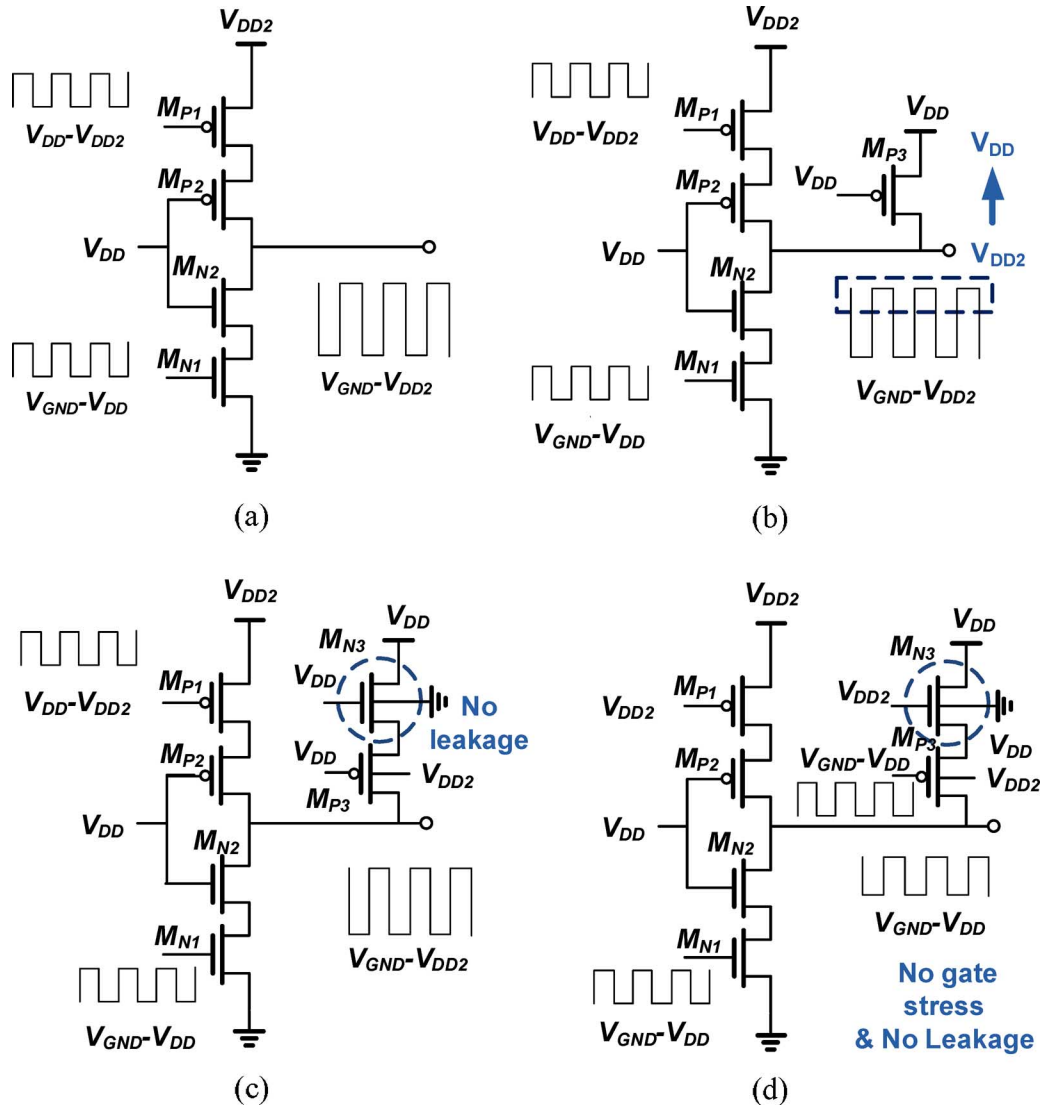 V_DD2
M_P1
V_DD-V_DD2
M_P2
V_DD
M_N2
M_N1
V_GND-V_DD
V_GND-V_DD2
(a)
V_DD2
M_P1
V_DD-V_DD2
V_DD
M_P3
V_DD
V_DD
M_P2
V_DD
V_DD2
M_N2
M_N1
V_GND-V_DD
V_GND-V_DD2
(b)
V_DD2
V_DD
M_N3
V_DD
M_P1
V_DD-V_DD2
No
leakage
M_P2
V_DD
V_DD2
M_P3
V_DD
M_N2
M_N1
V_GND-V_DD
V_GND-V_DD2
(c)
V_DD2
V_DD
M_N3
M_P1
V_DD2
V_DD2
M_P3
V_DD
M_P2
V_GND-V_DD
V_DD2
V_DD
M_N2
V_GND-V_DD
M_N1
V_GND-V_DD
No gate
stress
& No Leakage
(d)